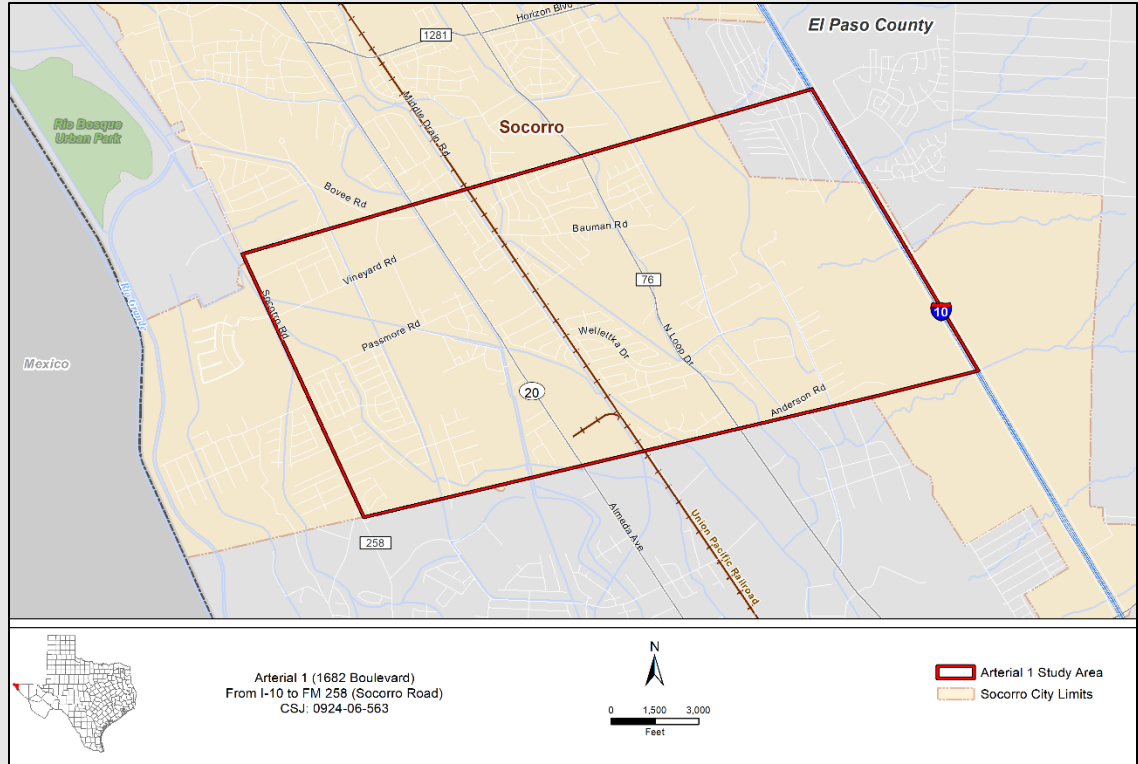 Horizon Blvd
El Paso County
1281
Middle Drain Rd
Socorro
Rio Bosque
Urban Park
Bovee Rd
Bauman Rd
Vineyard Rd
76
Rio Grande
Socorro Rd
10
Passmore Rd
Wellettka Dr
N Loop Dr
Mexico
20
Anderson Rd
Almeda Ave
Union Pacific Railroad
258
Arterial 1 (1682 Boulevard)
From I-10 to FM 258 (Socorro Road)
CSJ: 0924-06-563
N
0 1,500 3,000
Feet
Arterial 1 Study Area
Socorro City Limits